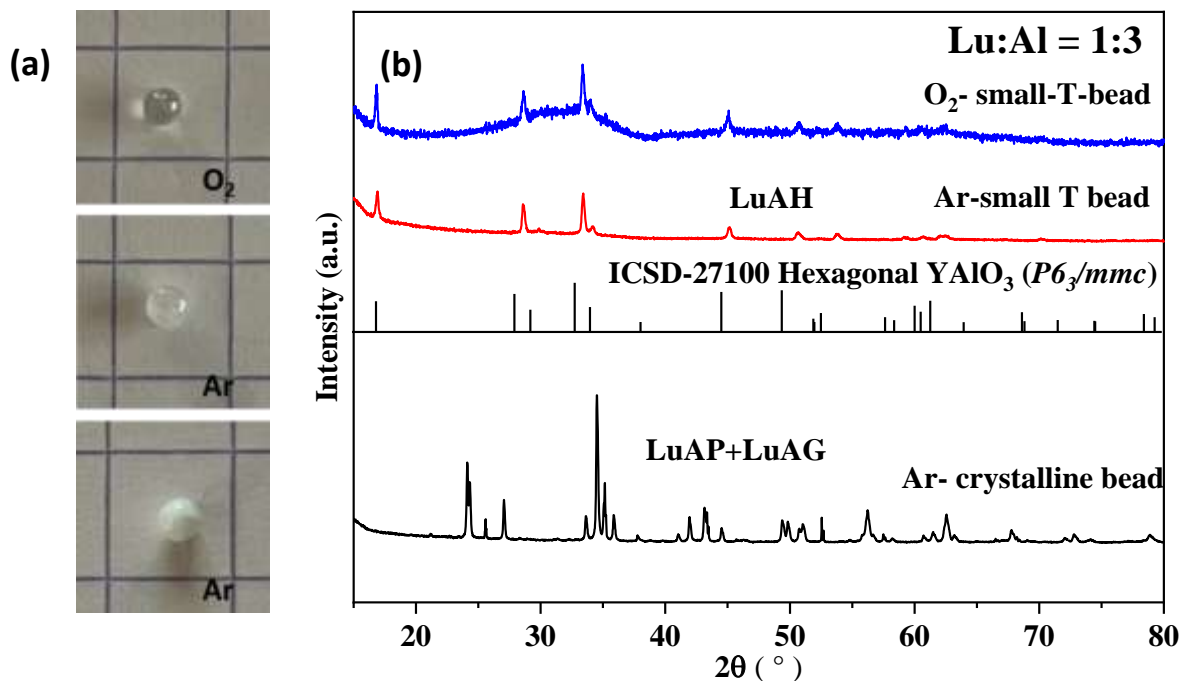 (a)
O₂
Ar
Ar
(b)
Lu:Al = 1:3
O₂- small-T-bead
LuAH
Ar-small T bead
ICSD-27100 Hexagonal YAlO₃ (P6₃/mmc)
LuAP+LuAG
Ar- crystalline bead
Intensity (a.u.)
20 30 40 50 60 70 80
2θ ( ° )